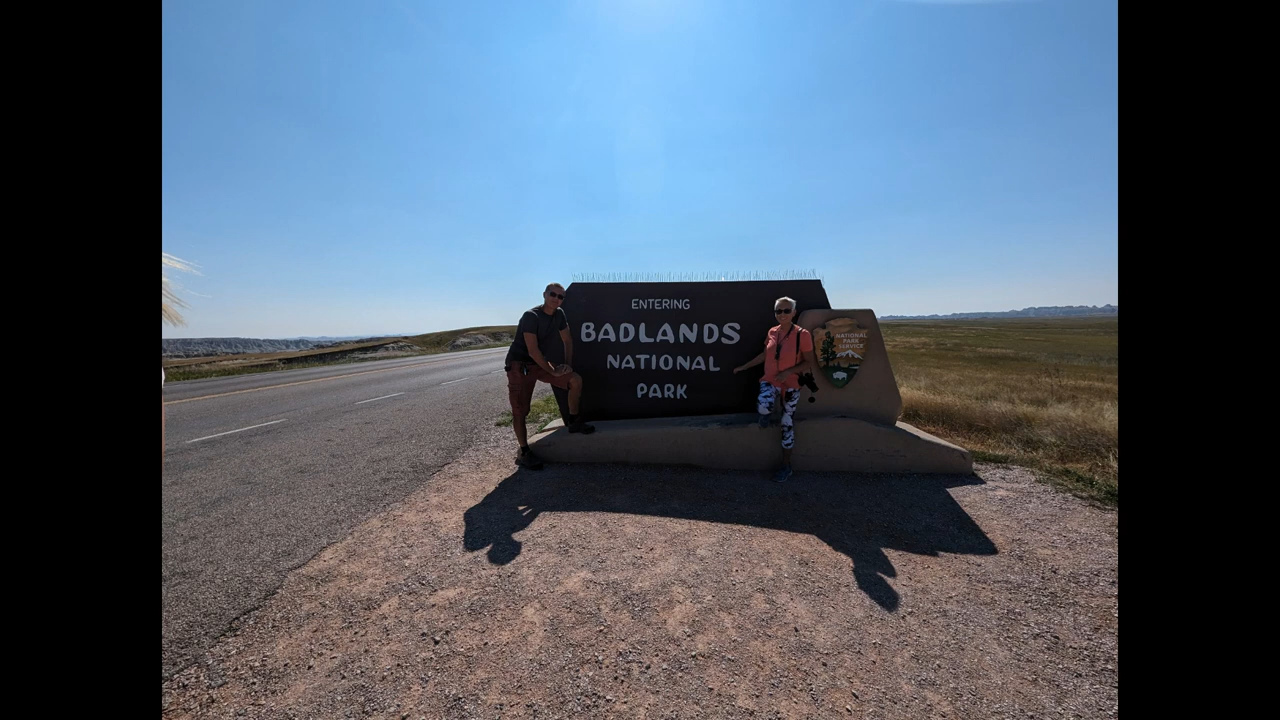 ENTERING
BADLANDS
NATIONAL
PARK
NATIONAL
PARK
SERVICE